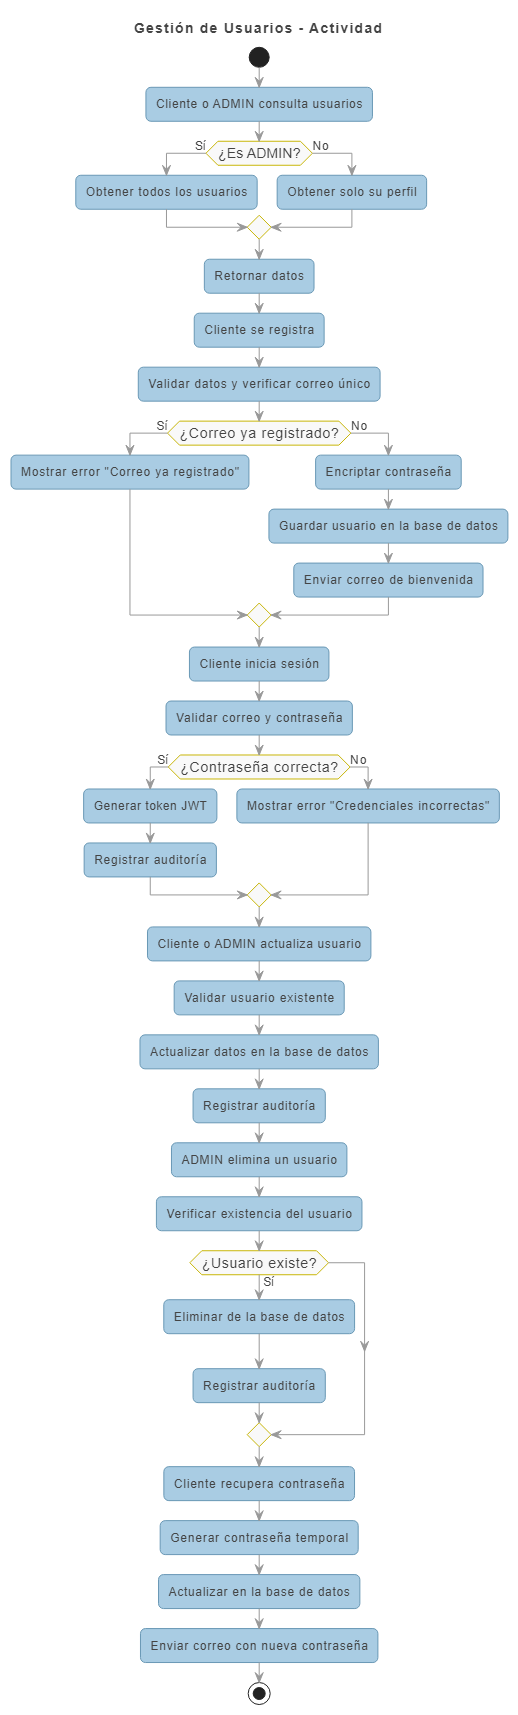 Gestión de Usuarios - Actividad
Cliente o ADMIN consulta usuarios
¿Es ADMIN?
Sí
No
Obtener todos los usuarios
Obtener solo su perfil
Retornar datos
Cliente se registra
Validar datos y verificar correo único
¿Correo ya registrado?
Sí
No
Mostrar error "Correo ya registrado"
Encriptar contraseña
Guardar usuario en la base de datos
Enviar correo de bienvenida
Cliente inicia sesión
Validar correo y contraseña
¿Contraseña correcta?
Sí
No
Generar token JWT
Mostrar error "Credenciales incorrectas"
Registrar auditoría
Cliente o ADMIN actualiza usuario
Validar usuario existente
Actualizar datos en la base de datos
Registrar auditoría
ADMIN elimina un usuario
Verificar existencia del usuario
¿Usuario existe?
Sí
Eliminar de la base de datos
Registrar auditoría
Cliente recupera contraseña
Generar contraseña temporal
Actualizar en la base de datos
Enviar correo con nueva contraseña